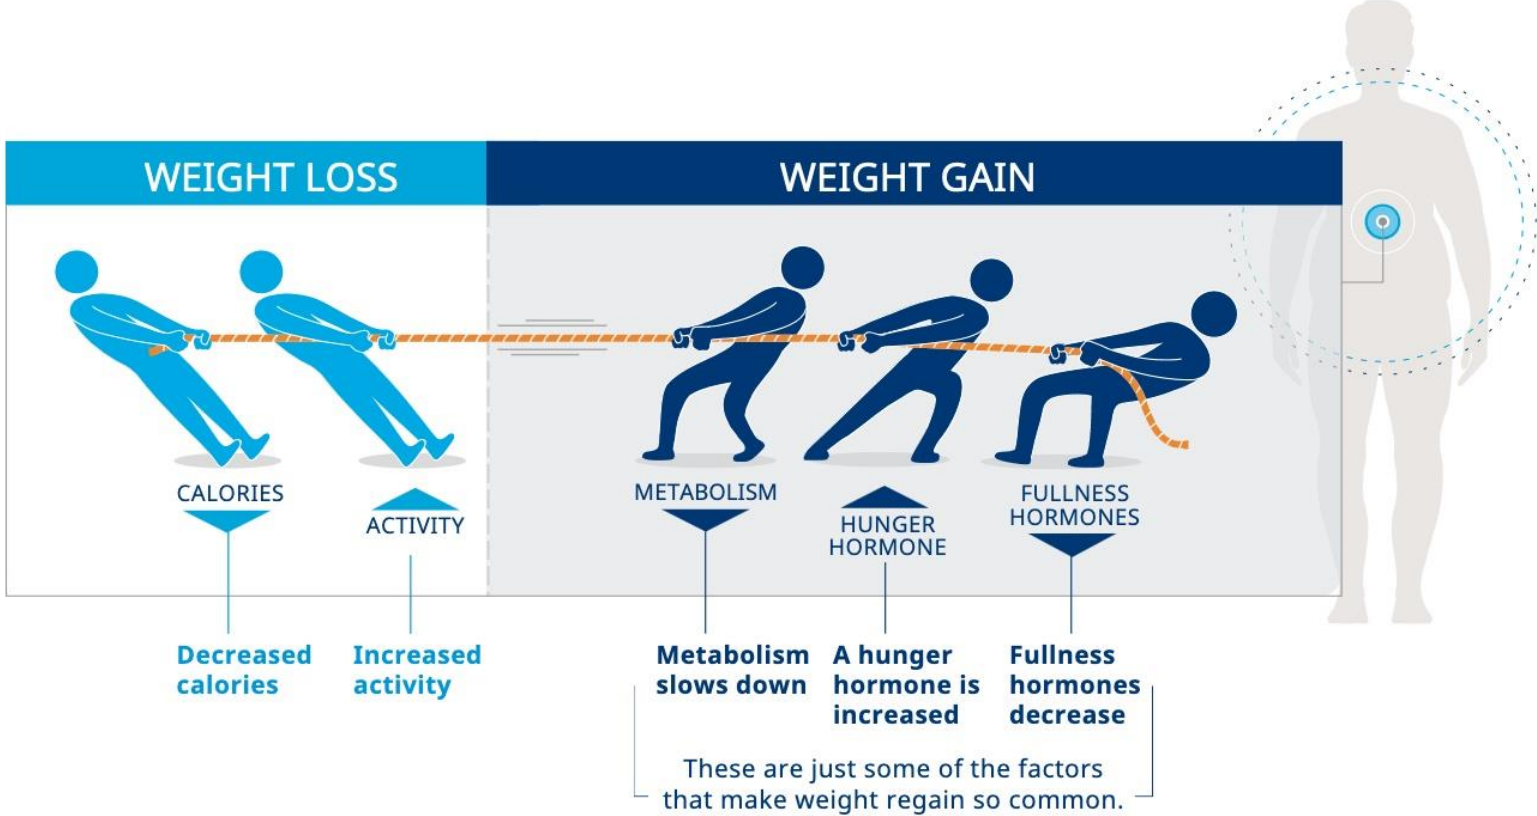 WEIGHT LOSS
WEIGHT GAIN
CALORIES
ACTIVITY
METABOLISM
HUNGER
HORMONE
FULLNESS
HORMONES
Decreased
calories
Increased
activity
Metabolism
slows down
A hunger
hormone is
increased
Fullness
hormones
decrease
These are just some of the factors
that make weight regain so common.